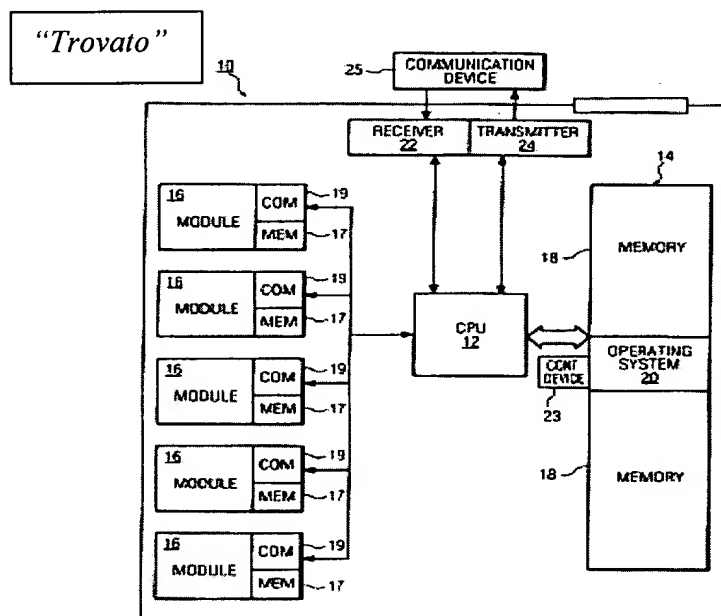 “Trovato”
10
25
COMMUNICATION
DEVICE
RECEIVER
22
TRANSMITTER
24
14
16
MODULE
COM
MEM
19
17
16
MODULE
COM
MEM
19
17
16
MODULE
COM
MEM
19
17
16
MODULE
COM
MEM
19
17
16
MODULE
COM
MEM
19
17
CPU
12
18
MEMORY
OPERATING
SYSTEM
20
CONT
DEVICE
23
18
MEMORY